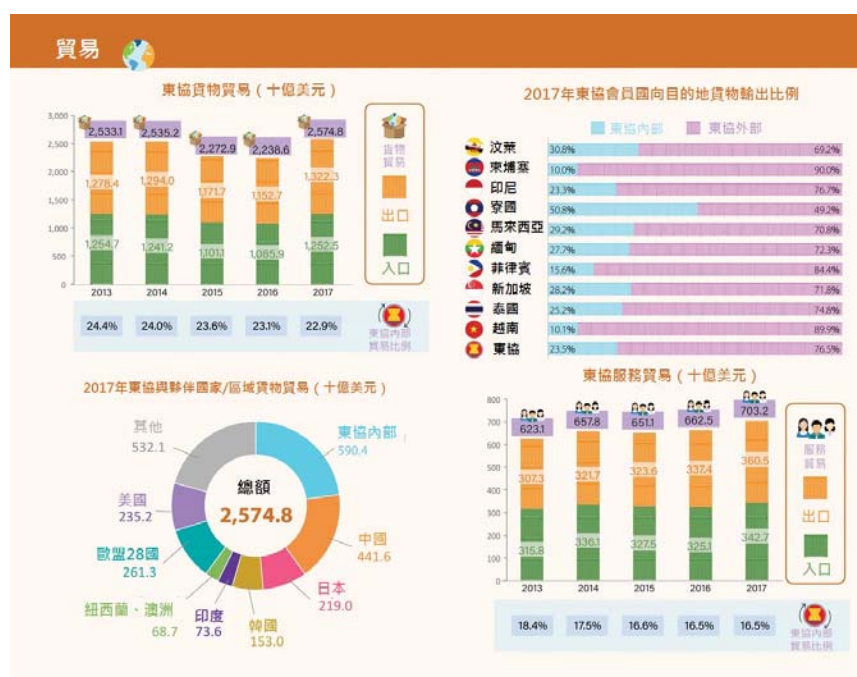 貿易
東協貨物貿易（十億美元）
3,000
2,500
2,000
1,500
1,000
500
0
2,533.1
2,535.2
2,272.9
2,238.6
2,574.8
1,278.4
1,294.0
1,171.7
1,152.7
1,322.3
1,254.7
1,241.2
1,101.1
1,085.9
1,252.5
2013
2014
2015
2016
2017
貨物
貿易
出口
入口
24.4%
24.0%
23.6%
23.1%
22.9%
東協內部
貿易比例
2017年東協會員國向目的地貨物輸出比例
東協內部
東協外部
汶萊 30.8% 69.2%
柬埔寨 10.0% 90.0%
印尼 23.3% 76.7%
寮國 50.8% 49.2%
馬來西亞 29.2% 70.8%
緬甸 27.7% 72.3%
菲律賓 15.6% 84.4%
新加坡 28.2% 71.8%
泰國 25.2% 74.8%
越南 10.1% 89.9%
東協 23.5% 76.5%
2017年東協與夥伴國家/區域貨物貿易（十億美元）
總額
2,574.8
東協內部
590.4
中國
441.6
日本
219.0
韓國
153.0
印度
73.6
紐西蘭、澳洲
68.7
歐盟28國
261.3
美國
235.2
其他
532.1
東協服務貿易（十億美元）
800
700
600
500
400
300
200
100
0
623.1
657.8
651.1
662.5
703.2
307.3
321.7
323.6
337.4
360.5
315.8
336.1
327.5
325.1
342.7
2013
2014
2015
2016
2017
服務
貿易
出口
入口
18.4%
17.5%
16.6%
16.5%
16.5%
東協內部
貿易比例